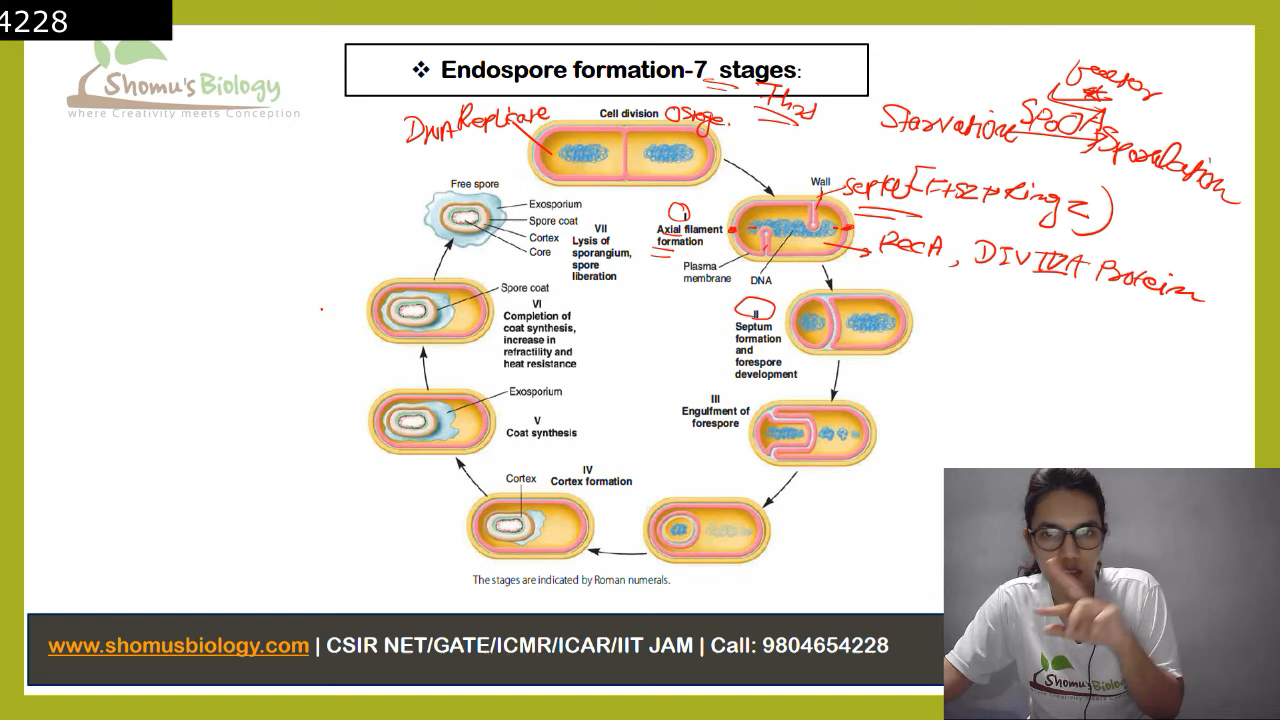 4228
Shomu's Biology
where Creativity meets Conception
❖ Endospore formation-7 stages:
DNA Replicate
Cell division
0 stage.
7hod
Starvation
Spo0A
Sporulation
Free spore
Exosporium
Spore coat
Cortex
Core
VII
Lysis of
sporangium,
spore
liberation
I
Axial filament
formation
Wall
Septa [FtsZ → Ring Z)
RecA, DIVIVA Protein
Plasma
membrane
DNA
Spore coat
VI
Completion of
coat synthesis,
increase in
refractility and
heat resistance
II
Septum
formation
and
forespore
development
Exosporium
V
Coat synthesis
III
Engulfment of
forespore
Cortex
IV
Cortex formation
The stages are indicated by Roman numerals.
www.shomusbiology.com | CSIR NET/GATE/ICMR/ICAR/IIT JAM | Call: 9804654228
Shomu's Biology